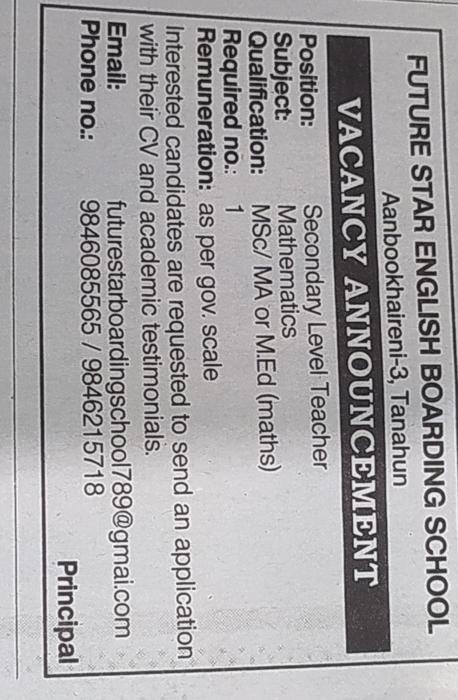 FUTURE STAR ENGLISH BOARDING SCHOOL
Aanbookhaireni-3, Tanahun
VACANCY ANNOUNCEMENT
Position: Secondary Level Teacher
Subject: Mathematics
Qualification: MSc/ MA or M.Ed (maths)
Required no.: 1
Remuneration: as per gov. scale
Interested candidates are requested to send an application
with their CV and academic testimonials.
Email: futurestarboardingschool789@gmai.com
Phone no.: 9846085565 / 9846215718
Principal